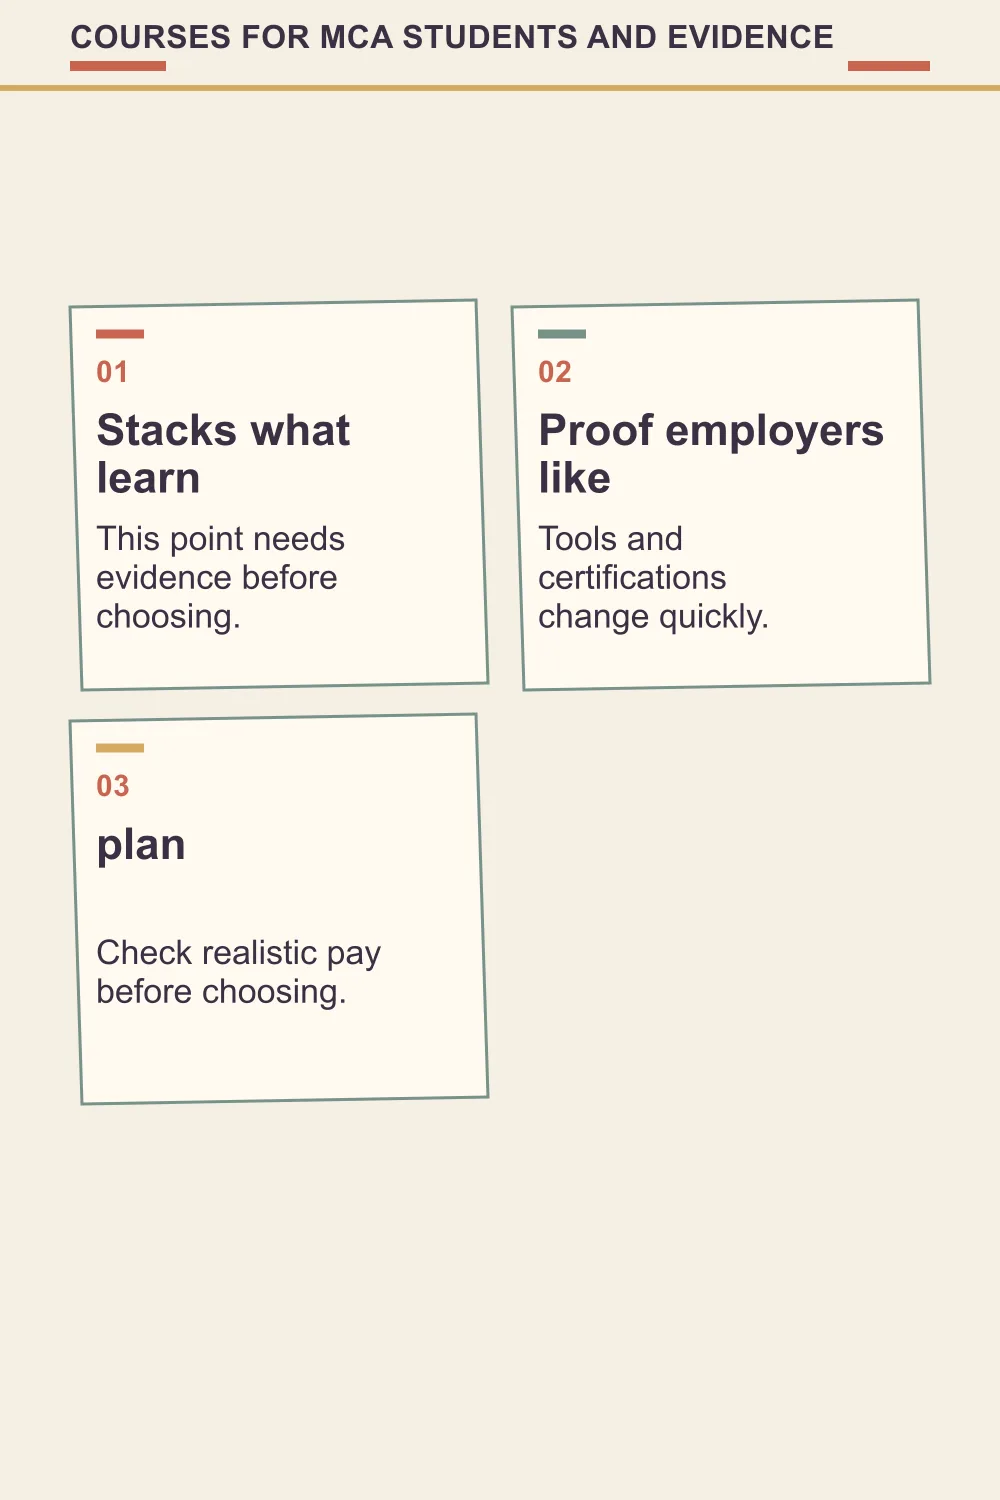 COURSES FOR MCA STUDENTS AND EVIDENCE
01
Stacks what
learn
This point needs
evidence before
choosing.
02
Proof employers
like
Tools and
certifications
change quickly.
03
plan
Check realistic pay
before choosing.